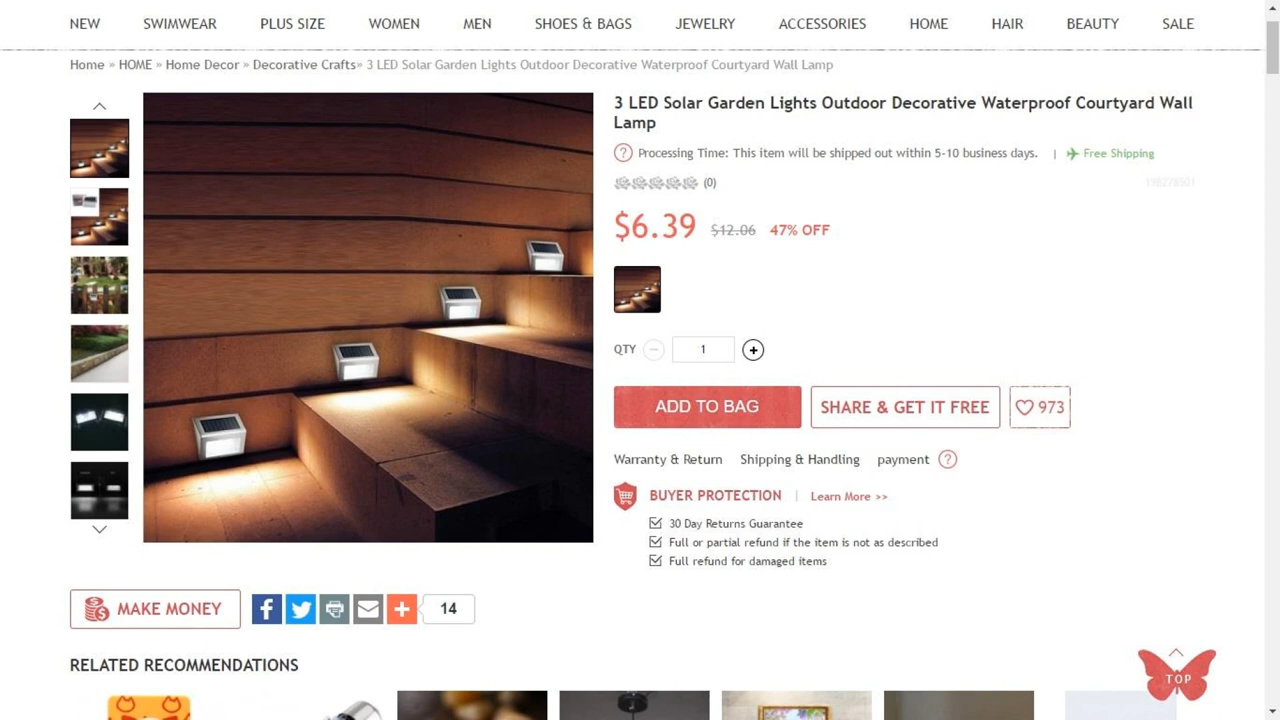 NEW SWIMWEAR PLUS SIZE WOMEN MEN SHOES & BAGS JEWELRY ACCESSORIES HOME HAIR BEAUTY SALE
Home » HOME » Home Decor » Decorative Crafts» 3 LED Solar Garden Lights Outdoor Decorative Waterproof Courtyard Wall Lamp
3 LED Solar Garden Lights Outdoor Decorative Waterproof Courtyard Wall
Lamp
? Processing Time: This item will be shipped out within 5-10 business days. | Free Shipping
(0)
$6.39 $12.06 47% OFF
QTY 1
ADD TO BAG SHARE & GET IT FREE 973
Warranty & Return Shipping & Handling payment ?
BUYER PROTECTION | Learn More >>
30 Day Returns Guarantee
Full or partial refund if the item is not as described
Full refund for damaged items
MAKE MONEY 14
RELATED RECOMMENDATIONS
TOP